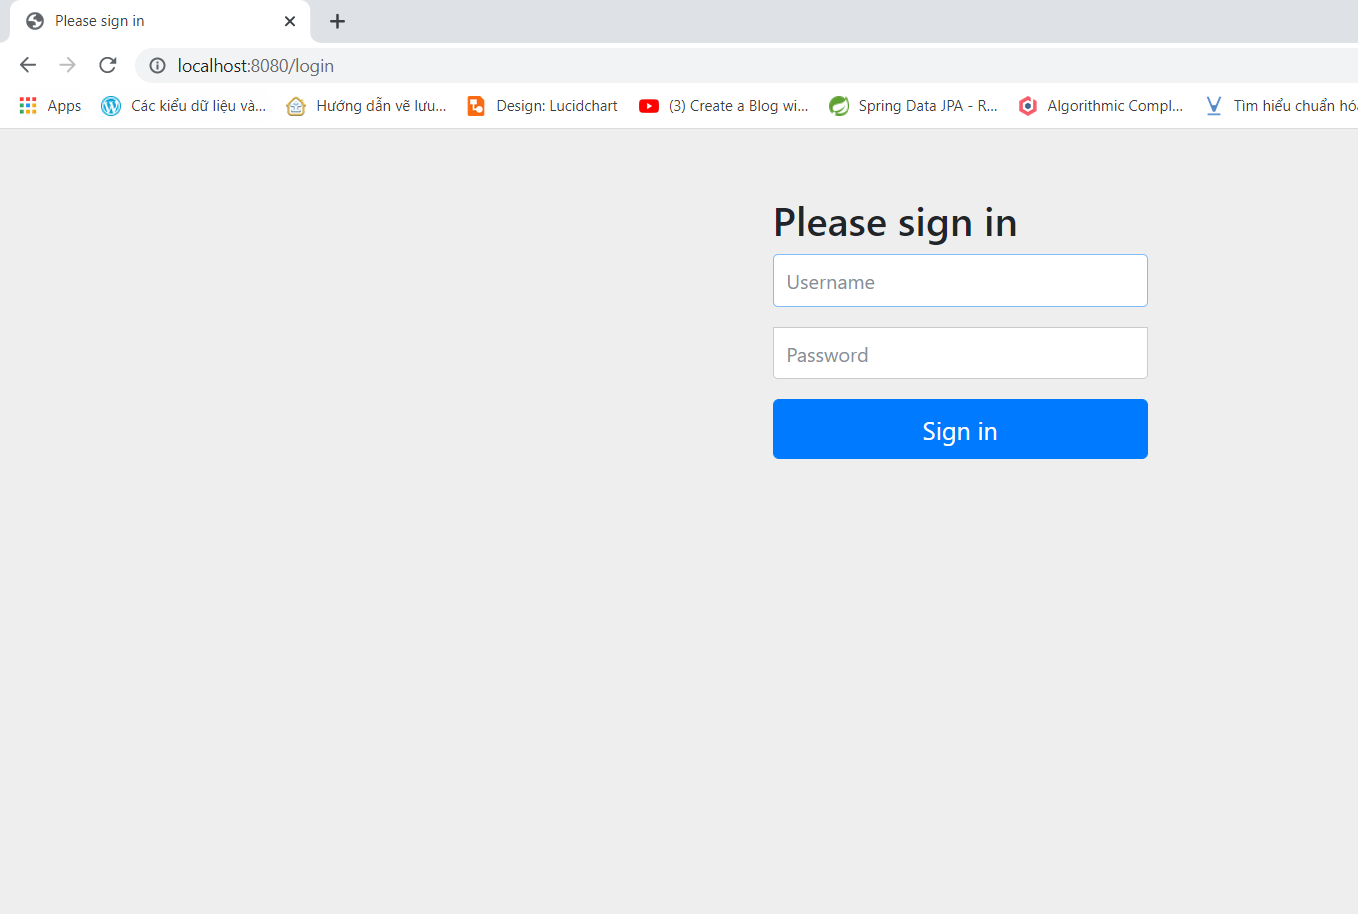 Please sign in
localhost:8080/login
Apps Các kiểu dữ liệu và... Hướng dẫn vẽ lưu... Design: Lucidchart (3) Create a Blog wi... Spring Data JPA - R... Algorithmic Compl... Tìm hiểu chuẩn hóa
Please sign in
Username
Password
Sign in